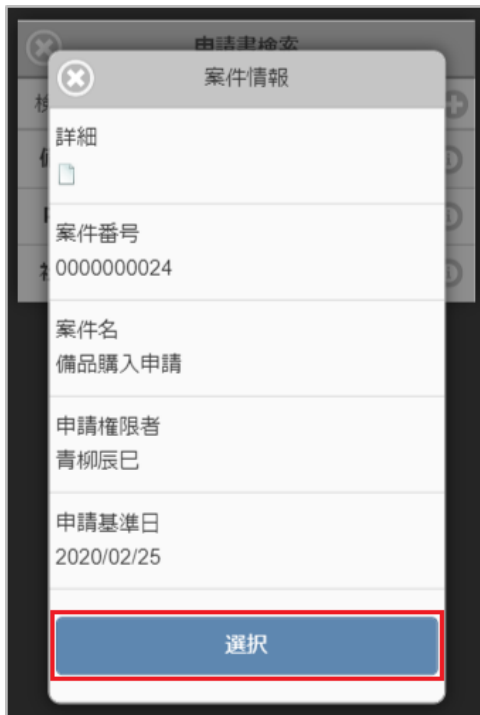 申請書検索
案件情報
詳細
案件番号
0000000024
案件名
備品購入申請
申請権限者
青柳辰巳
申請基準日
2020/02/25
選択